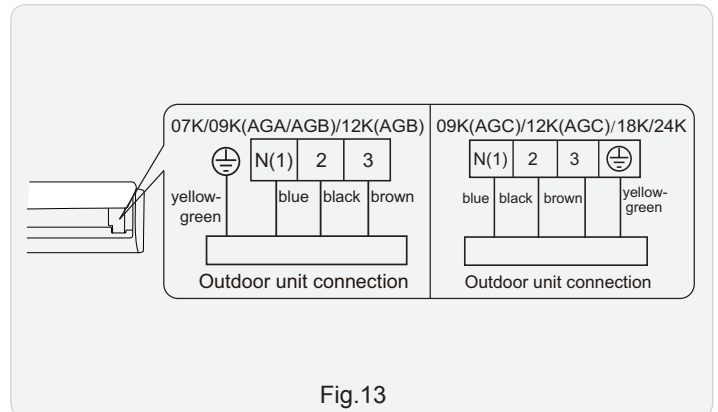 07K/09K(AGA/AGB)/12K(AGB)
N(1) 2 3
yellow-
green
blue black brown
Outdoor unit connection
09K(AGC)/12K(AGC)/18K/24K
N(1) 2 3
blue black brown
yellow-
green
Outdoor unit connection
Fig.13